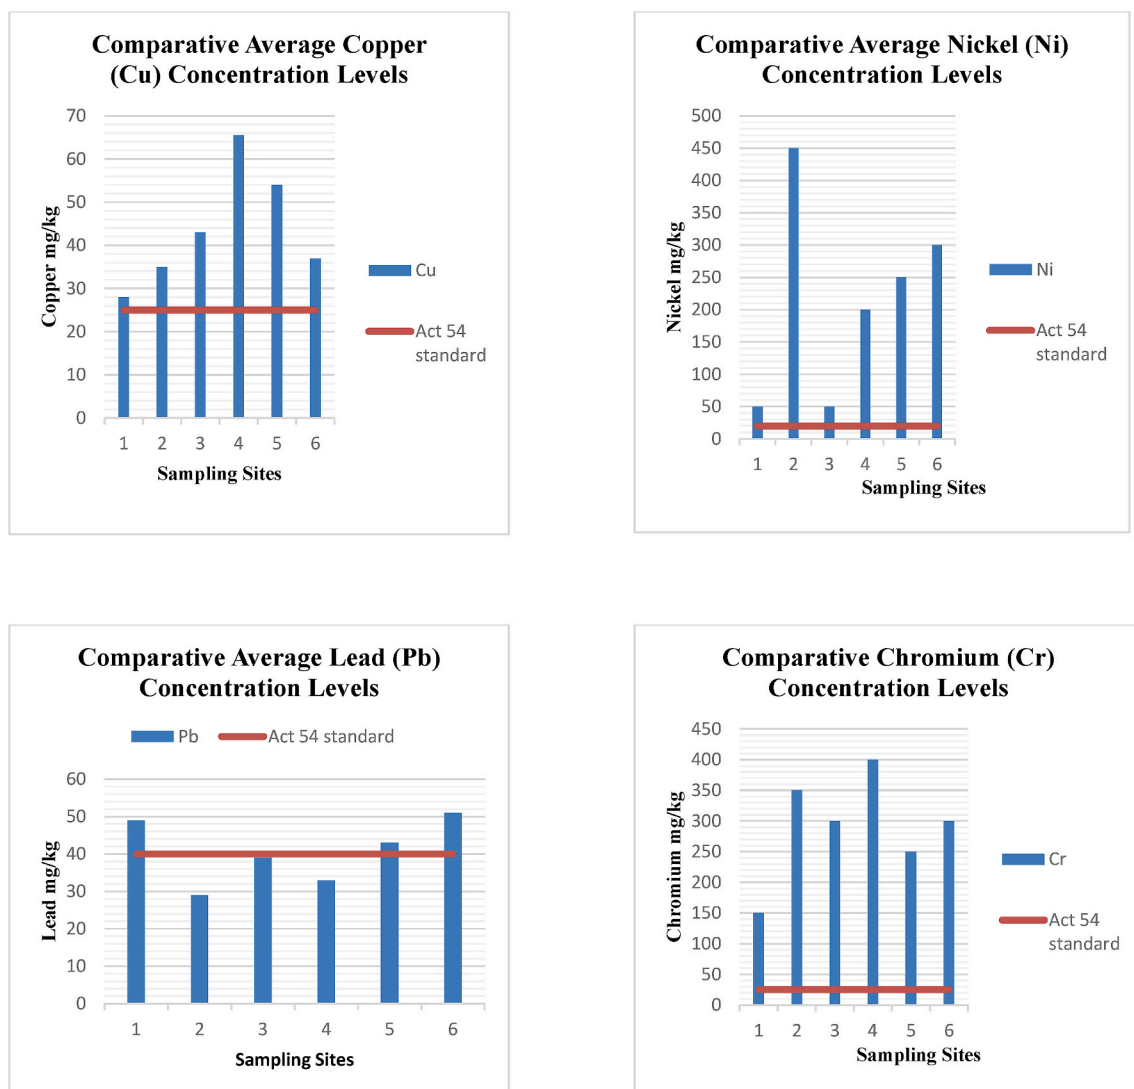 Comparative Average Copper
(Cu) Concentration Levels
70
60
50
40
30
20
10
0
Copper mg/kg
1 2 3 4 5 6
Sampling Sites
Cu
Act 54
standard
Comparative Average Nickel (Ni)
Concentration Levels
500
450
400
350
300
250
200
150
100
50
0
Nickel mg/kg
1 2 3 4 5 6
Sampling Sites
Ni
Act 54
standard
Comparative Average Lead (Pb)
Concentration Levels
Pb Act 54 standard
60
50
40
30
20
10
0
Lead mg/kg
1 2 3 4 5 6
Sampling Sites
Comparative Chromium (Cr)
Concentration Levels
450
400
350
300
250
200
150
100
50
0
Chromium mg/kg
1 2 3 4 5 6
Sampling Sites
Cr
Act 54
standard